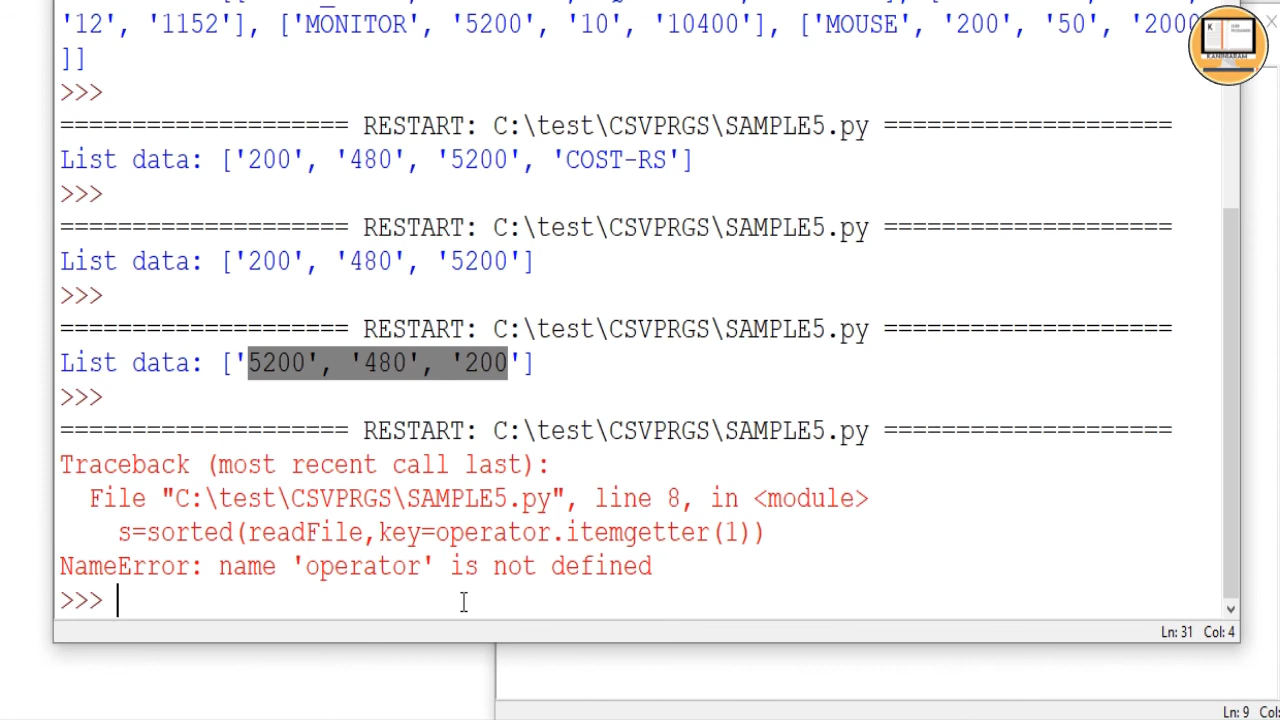 '12', '1152'], ['MONITOR', '5200', '10', '10400'], ['MOUSE', '200', '50', '2000
]]
>>>
==================== RESTART: C:\test\CSVPRGS\SAMPLE5.py ====================
List data: ['200', '480', '5200', 'COST-RS']
>>>
==================== RESTART: C:\test\CSVPRGS\SAMPLE5.py ====================
List data: ['200', '480', '5200']
>>>
==================== RESTART: C:\test\CSVPRGS\SAMPLE5.py ====================
List data: ['5200', '480', '200']
>>>
==================== RESTART: C:\test\CSVPRGS\SAMPLE5.py ====================
Traceback (most recent call last):
File "C:\test\CSVPRGS\SAMPLE5.py", line 8, in <module>
s=sorted(readFile,key=operator.itemgetter(1))
NameError: name 'operator' is not defined
>>>
Ln: 31 Col: 4
Ln: 9 Col: